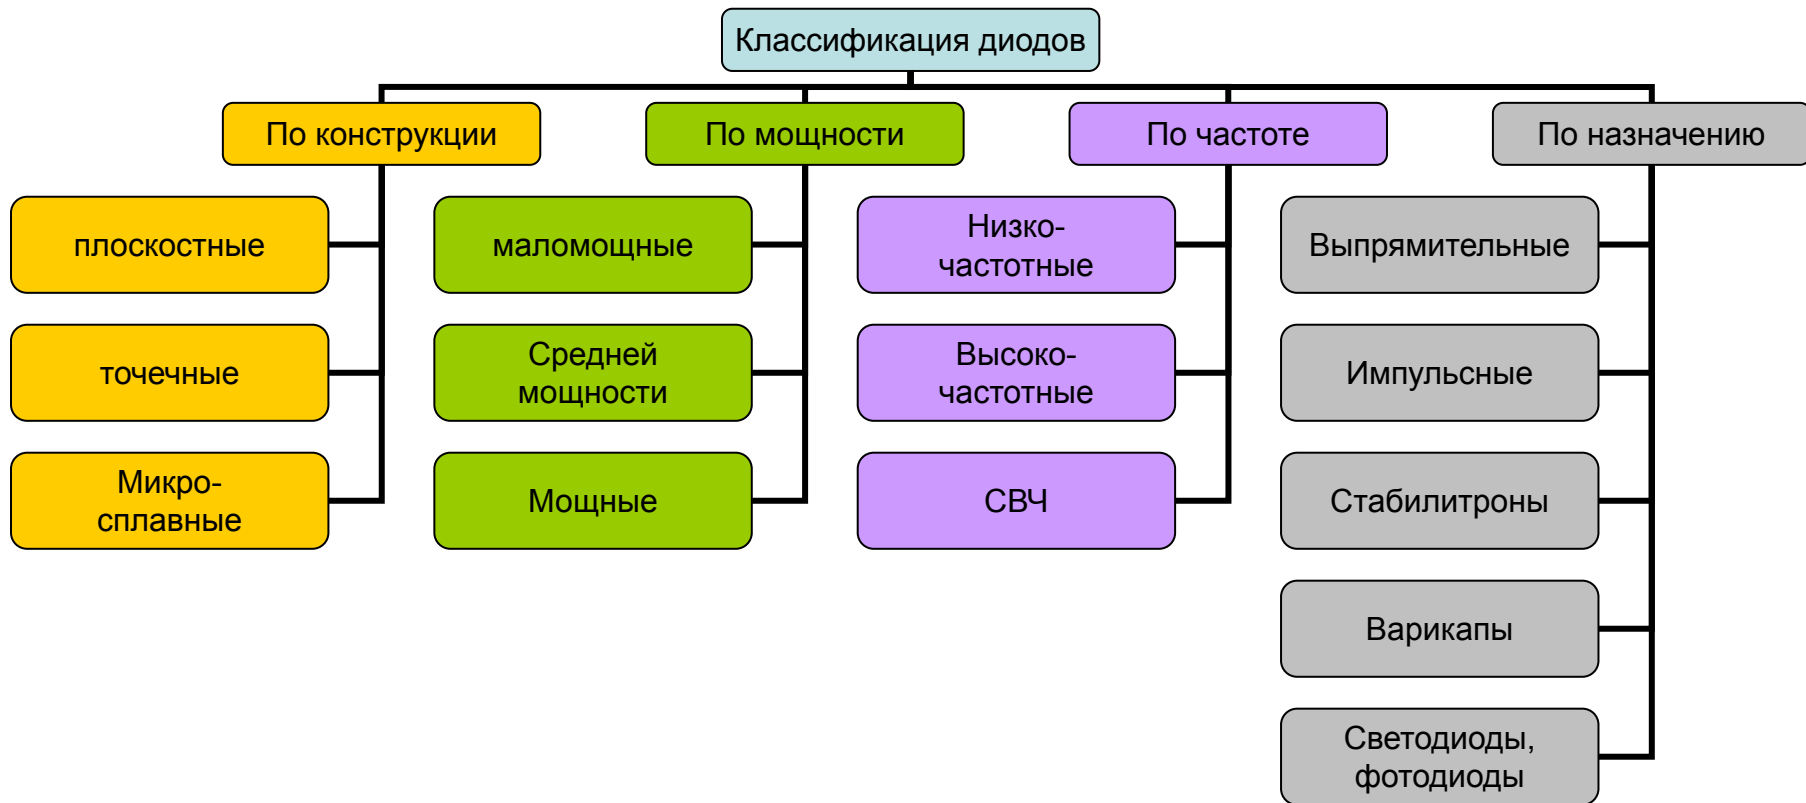 Классификация диодов
По конструкции
По мощности
По частоте
По назначению
плоскостные
маломощные
Низко-
частотные
Выпрямительные
точечные
Средней
мощности
Высоко-
частотные
Импульсные
Микро-
сплавные
Мощные
СВЧ
Стабилитроны
Варикапы
Светодиоды,
фотодиоды